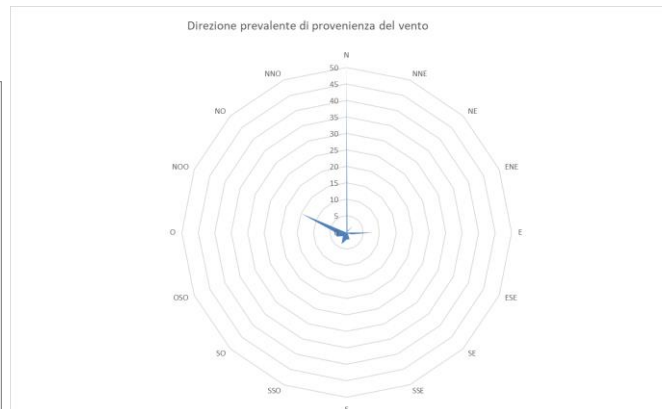 Direzione prevalente di provenienza del vento
N
NNO
NNE
50
45
NO
NE
40
35
30
NOO
ENE
25
20
15
10
5
O
E
OSO
ESE
SO
SE
SSO
SSE